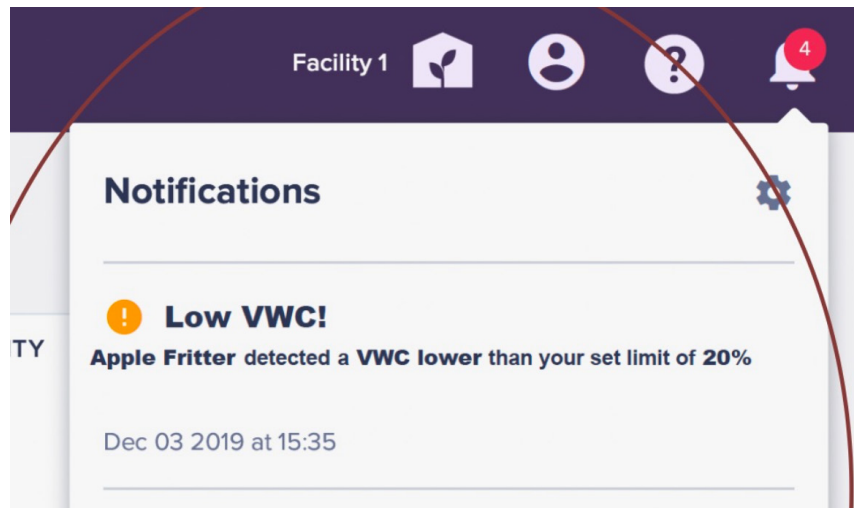 Facility 1
?
4
Notifications
! Low VWC!
TY
Apple Fritter detected a VWC lower than your set limit of 20%
Dec 03 2019 at 15:35